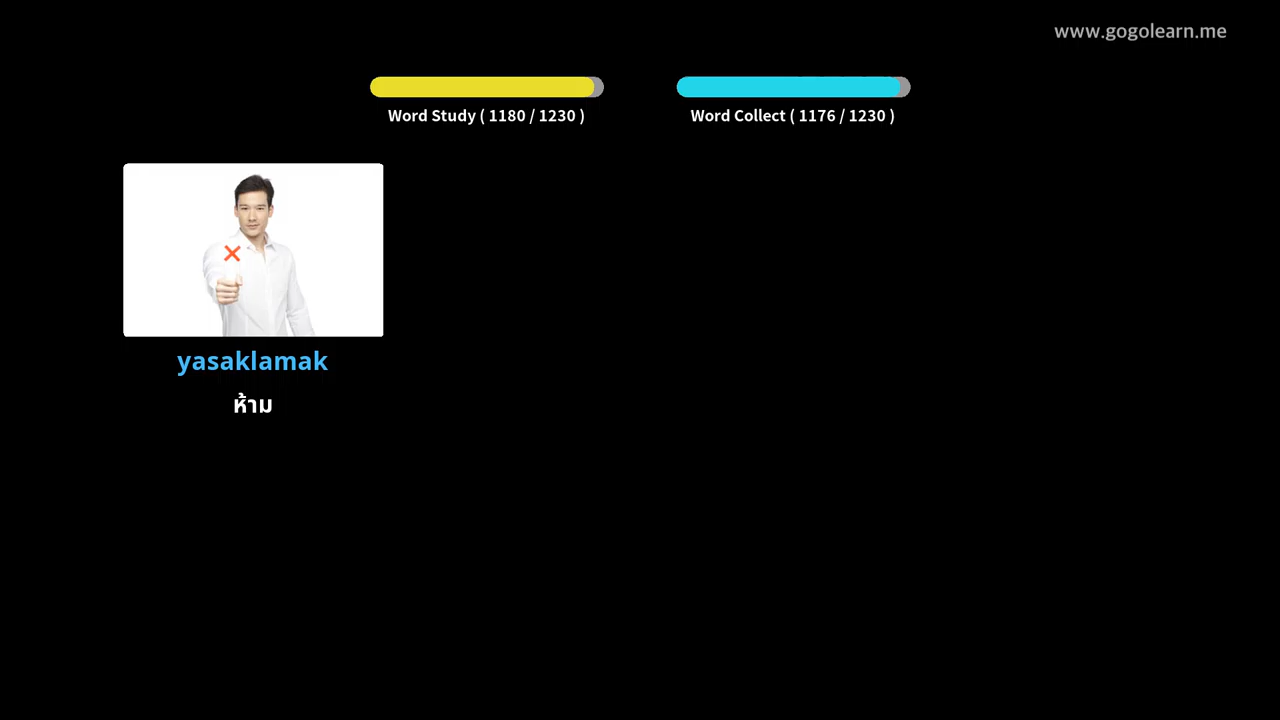 www.gogolearn.me
Word Study ( 1180 / 1230 )
Word Collect ( 1176 / 1230 )
yasaklamak
ห้าม